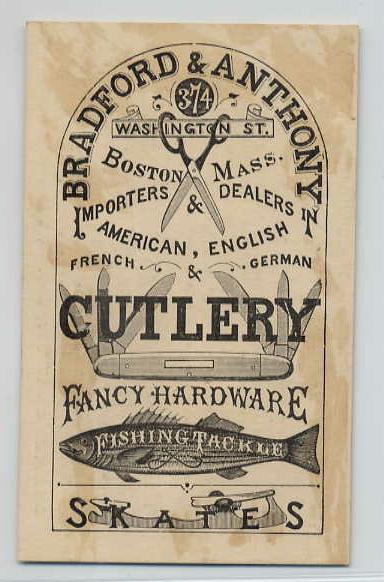 BRADFORD & ANTHONY
374
WASHINGTON ST.
BOSTON MASS.
IMPORTERS & DEALERS IN
AMERICAN, ENGLISH
FRENCH & GERMAN
CUTLERY
FANCY HARDWARE
FISHING TACKLE
SKATES